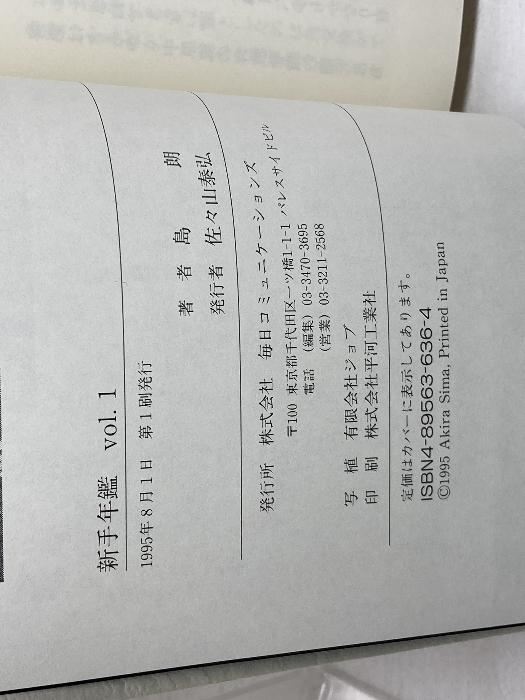 新手年鑑 vol. 1
1995年8月1日 第1刷発行
著者 島 朗
発行者 佐々山泰弘
発行所 株式会社 毎日コミュニケーションズ
〒100 東京都千代田区一ツ橋1-1-1 パレスサイドビル
電話 (編集) 03-3470-3695
(営業) 03-3211-2568
写植 有限会社ジョブ
印刷 株式会社平河工業社
定価はカバーに表示してあります。
ISBN4-89563-636-4
©1995 Akira Sima, Printed in Japan